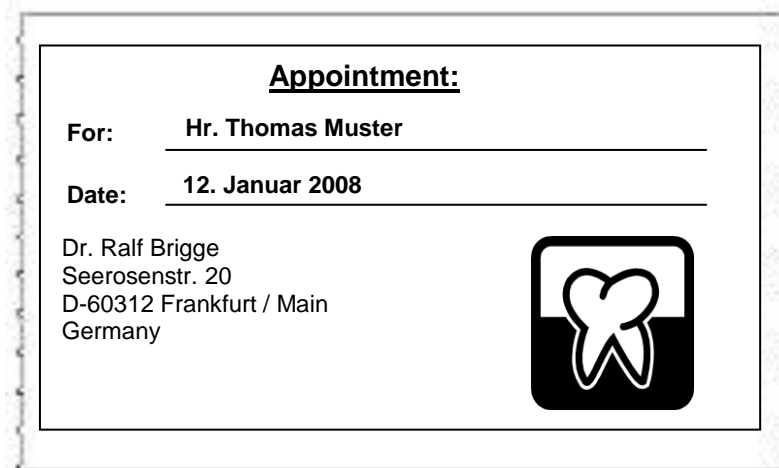 Appointment:
For: Hr. Thomas Muster
Date: 12. Januar 2008
Dr. Ralf Brigge
Seerosenstr. 20
D-60312 Frankfurt / Main
Germany